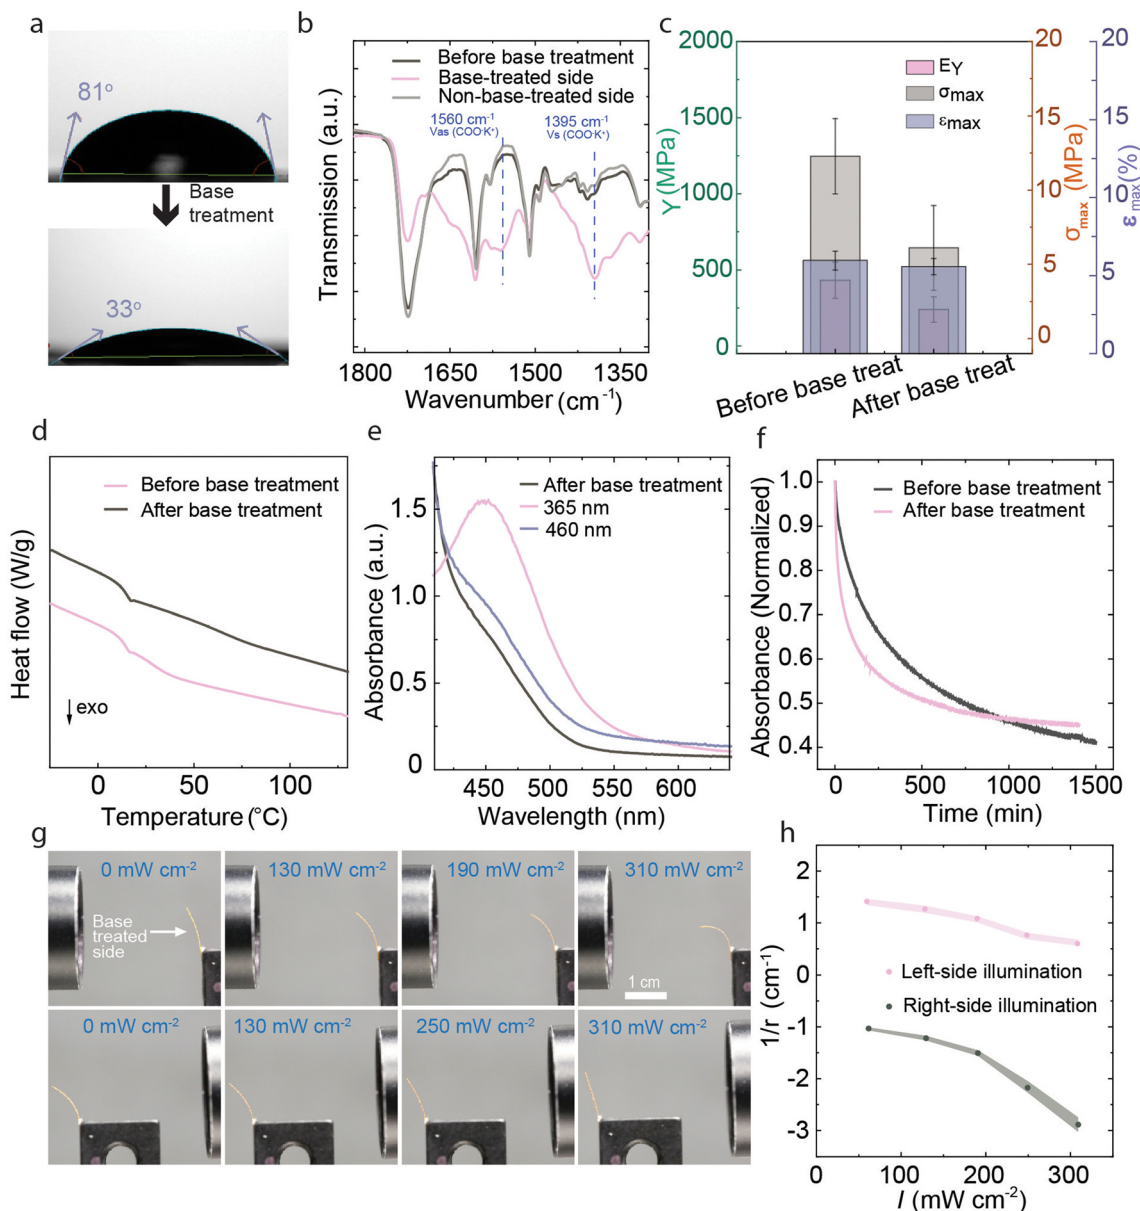 a
81°
Base
treatment
33°
b
Before base treatment
Base-treated side
Non-base-treated side
1560 cm-1
Vas (COO-K+)
1395 cm-1
Vs (COO-K+)
Transmission (a.u.)
1800
1650
1500
1350
Wavenumber (cm-1)
c
2000
1500
1000
500
0
Y (MPa)
EY
σmax
εmax
20
15
10
5
0
σmax (MPa)
20
15
10
5
0
εmax(%)
Before base treat
After base treat
d
Before base treatment
After base treatment
Heat flow (W/g)
exo
0
50
100
Temperature (°C)
e
After base treatment
365 nm
460 nm
1.5
1.0
0.5
0
Absorbance (a.u.)
450
500
550
600
Wavelength (nm)
f
Before base treatment
After base treatment
1.0
0.9
0.8
0.7
0.6
0.5
0.4
Absorbance (Normalized)
0
500
1000
1500
Time (min)
g
0 mW cm-2
130 mW cm-2
190 mW cm-2
310 mW cm-2
Base
treated
side
1 cm
0 mW cm-2
130 mW cm-2
250 mW cm-2
310 mW cm-2
h
2
1
0
-1
-2
-3
1/r (cm-1)
Left-side illumination
Right-side illumination
0
100
200
300
I (mW cm-2)